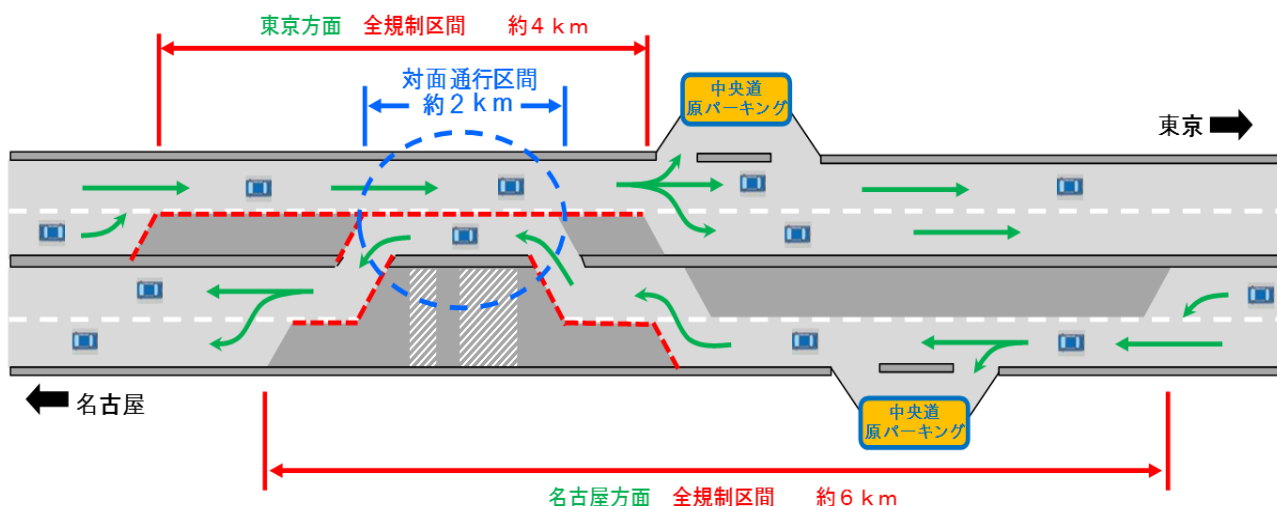 東京方面 全規制区間 約4km
対面通行区間
約2km
中央道
原パーキング
東京
名古屋
中央道
原パーキング
名古屋方面 全規制区間 約6km